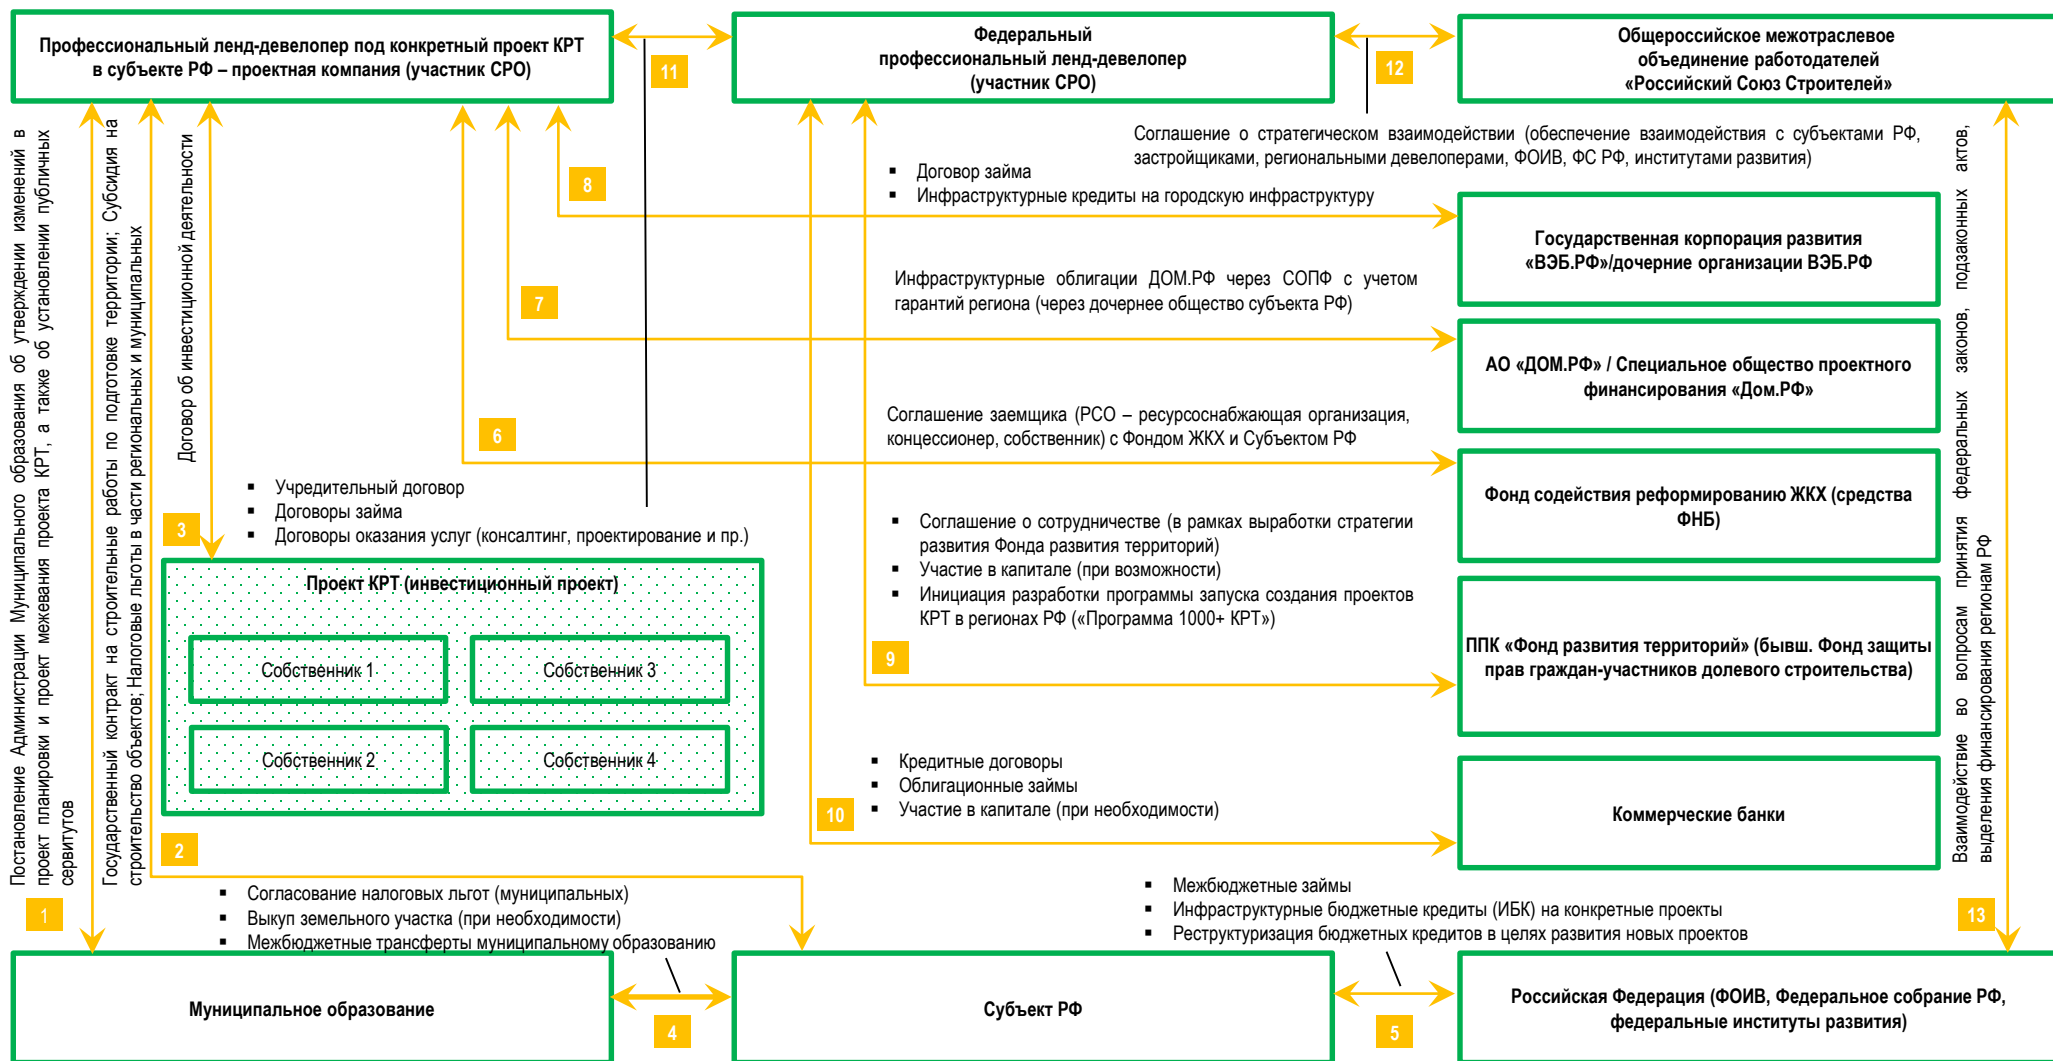 Профессиональный ленд-девелопер под конкретный проект КРТ
в субъекте РФ – проектная компания (участник СРО)
11
Федеральный
профессиональный ленд-девелопер
(участник СРО)
12
Общероссийское межотраслевое
объединение работодателей
«Российский Союз Строителей»
Постановление Администрации Муниципального образования об утверждении изменений в
проект планировки и проект межевания проекта КРТ, а также об установлении публичных
сервитутов
1
Государственный контракт на строительные работы по подготовке территории; Субсидия на
строительство объектов; Налоговые льготы в части региональных и муниципальных
2
Договор об инвестиционной деятельности
3
Соглашение о стратегическом взаимодействии (обеспечение взаимодействия с субъектами РФ,
застройщиками, региональными девелоперами, ФОИВ, ФС РФ, институтами развития)
8
▪ Договор займа
▪ Инфраструктурные кредиты на городскую инфраструктуру
Государственная корпорация развития
«ВЭБ.РФ»/дочерние организации ВЭБ.РФ
7
Инфраструктурные облигации ДОМ.РФ через СОПФ с учетом
гарантий региона (через дочернее общество субъекта РФ)
АО «ДОМ.РФ» / Специальное общество проектного
финансирования «Дом.РФ»
6
Соглашение заемщика (РСО – ресурсоснабжающая организация,
концессионер, собственник) с Фондом ЖКХ и Субъектом РФ
Фонд содействия реформированию ЖКХ (средства
ФНБ)
▪ Учредительный договор
▪ Договоры займа
▪ Договоры оказания услуг (консалтинг, проектирование и пр.)
▪ Соглашение о сотрудничестве (в рамках выработки стратегии
развития Фонда развития территорий)
▪ Участие в капитале (при возможности)
▪ Инициация разработки программы запуска создания проектов
КРТ в регионах РФ («Программа 1000+ КРТ»)
9
ППК «Фонд развития территорий» (бывш. Фонд защиты
прав граждан-участников долевого строительства)
Проект КРТ (инвестиционный проект)
Собственник 1
Собственник 3
Собственник 2
Собственник 4
▪ Кредитные договоры
▪ Облигационные займы
▪ Участие в капитале (при необходимости)
10
Коммерческие банки
Взаимодействие во вопросам принятия федеральных законов, подзаконных актов,
выделения финансирования регионам РФ
13
▪ Согласование налоговых льгот (муниципальных)
▪ Выкуп земельного участка (при необходимости)
▪ Межбюджетные трансферты муниципальному образованию
▪ Межбюджетные займы
▪ Инфраструктурные бюджетные кредиты (ИБК) на конкретные проекты
▪ Реструктуризация бюджетных кредитов в целях развития новых проектов
Муниципальное образование
4
Субъект РФ
5
Российская Федерация (ФОИВ, Федеральное собрание РФ,
федеральные институты развития)